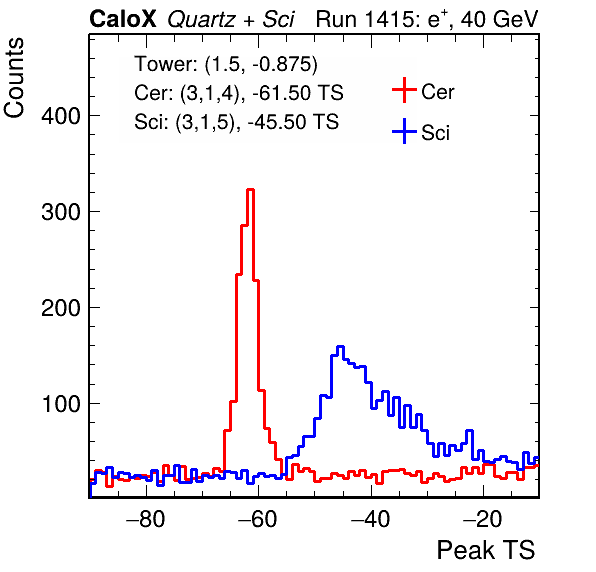 CaloX Quartz + Sci Run 1415: e+, 40 GeV
Counts
Tower: (1.5, -0.875)
Cer: (3,1,4), -61.50 TS
Sci: (3,1,5), -45.50 TS
Cer
Sci
400
300
200
100
−80 −60 −40 −20
Peak TS